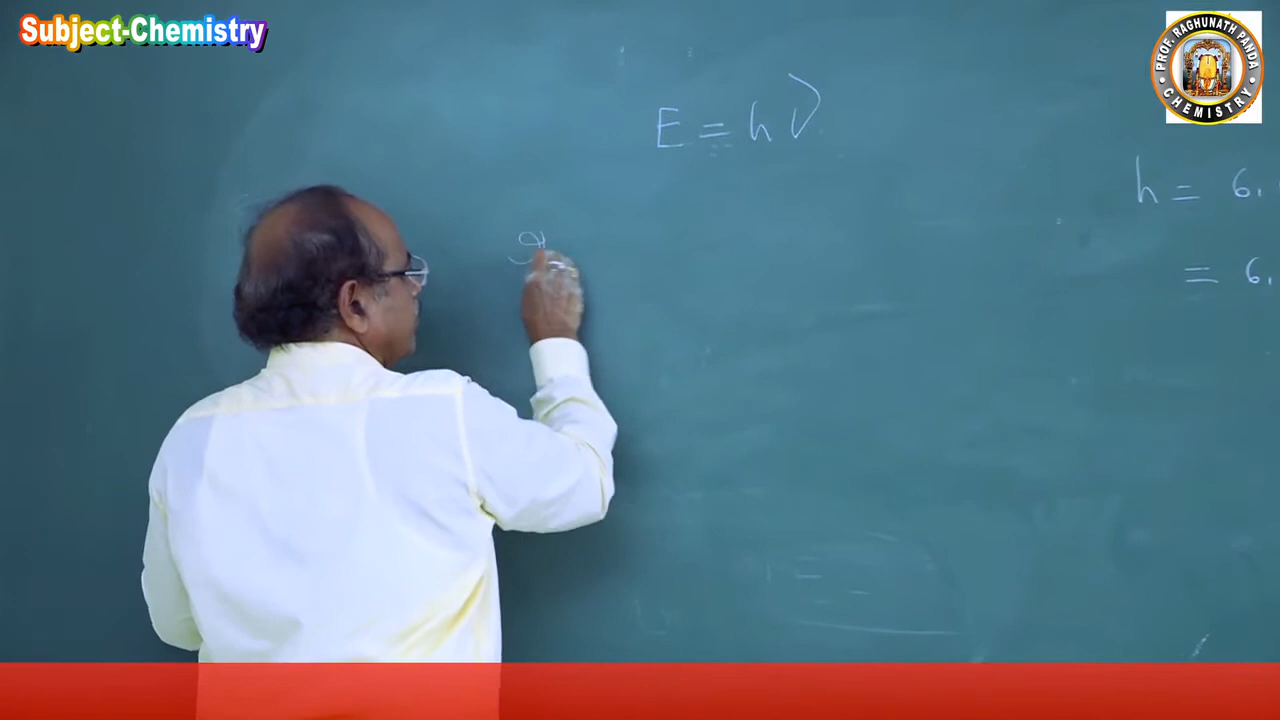 Subject-Chemistry
PROF. RAGHUNATH PANDA
CHEMISTRY
E = hν
h = 6.
= 6.